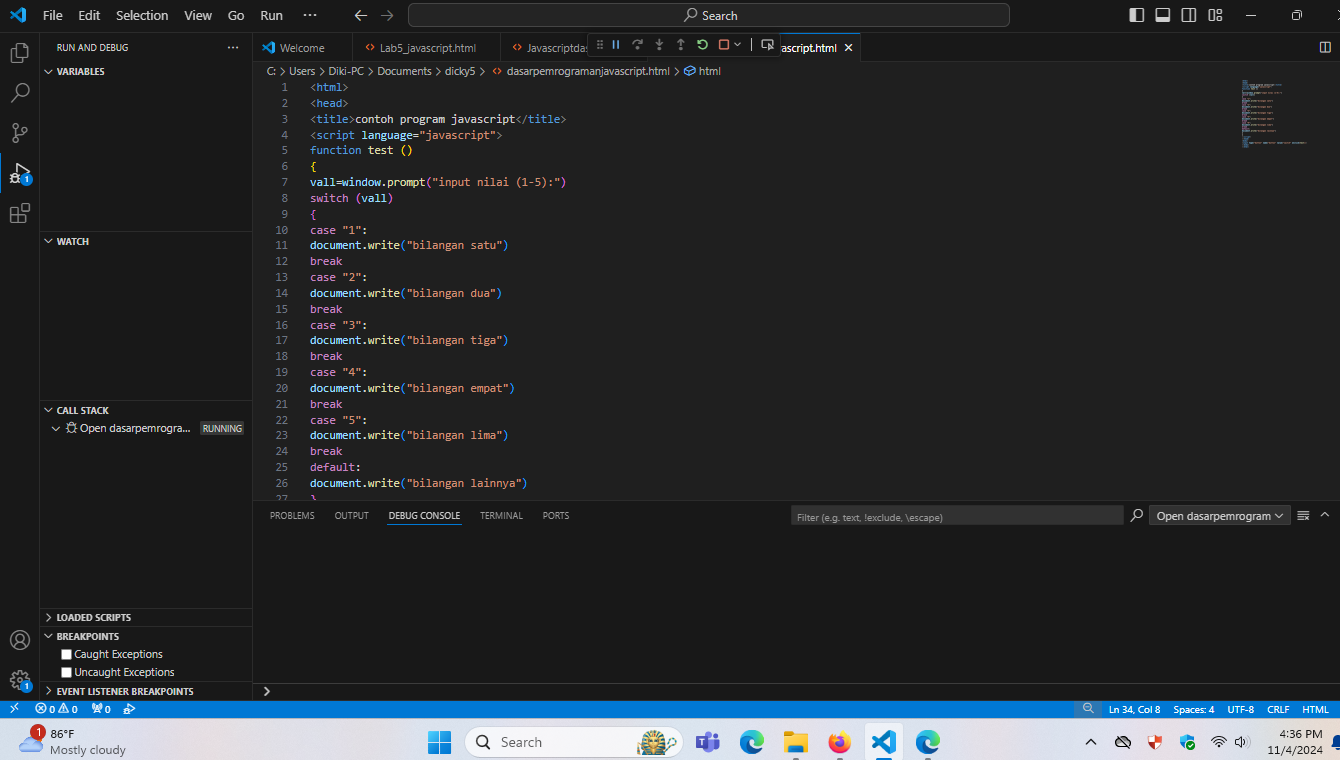 File Edit Selection View Go Run ··· Search
RUN AND DEBUG ···
Welcome Lab5_javascript.html Javascriptdas ascript.html
VARIABLES
C: > Users > Diki-PC > Documents > dicky5 > dasarpemrogramanjavascript.html > html
1 <html>
2 <head>
3 <title>contoh program javascript</title>
4 <script language="javascript">
5 function test ()
6 {
7 vall=window.prompt("input nilai (1-5):")
8 switch (vall)
9 {
10 case "1":
11 document.write("bilangan satu")
12 break
13 case "2":
14 document.write("bilangan dua")
15 break
16 case "3":
17 document.write("bilangan tiga")
18 break
19 case "4":
20 document.write("bilangan empat")
21 break
22 case "5":
23 document.write("bilangan lima")
24 break
25 default:
26 document.write("bilangan lainnya")
27 }
WATCH
CALL STACK
Open dasarpemrogra... RUNNING
LOADED SCRIPTS
BREAKPOINTS
Caught Exceptions
Uncaught Exceptions
EVENT LISTENER BREAKPOINTS
PROBLEMS OUTPUT DEBUG CONSOLE TERMINAL PORTS
Filter (e.g. text, !exclude, \escape)
Open dasarpemrogram
1
1
0 0 0
Ln 34, Col 8 Spaces: 4 UTF-8 CRLF HTML
1
86°F
Mostly cloudy
Search
4:36 PM
11/4/2024